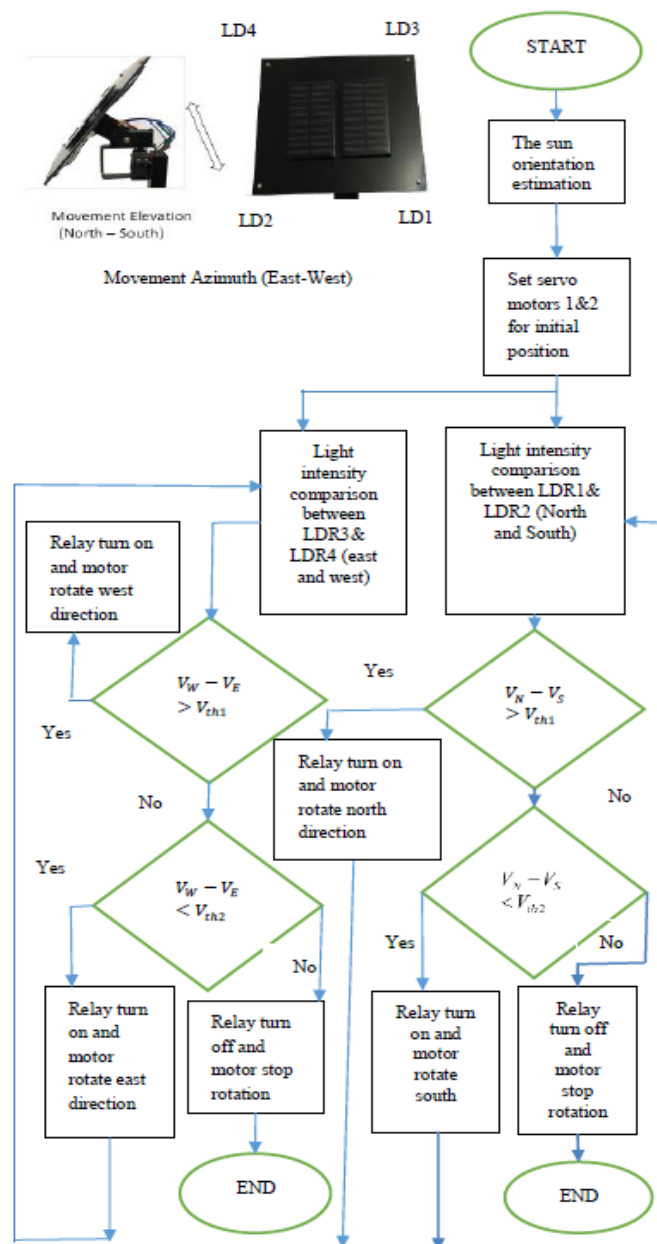 LD4
LD3
LD2
LD1
Movement Elevation
(North – South)
Movement Azimuth (East-West)
START
The sun
orientation
estimation
Set servo
motors 1&2
for initial
position
Light
intensity
comparison
between
LDR3&
LDR4 (east
and west)
Light intensity
comparison
between LDR1&
LDR2 (North
and South)
Relay turn on
and motor
rotate west
direction
V_W − V_E
> V_th1
Yes
No
V_N − V_S
> V_th1
Yes
No
Relay turn on
and motor
rotate north
direction
V_W − V_E
< V_th2
Yes
No
V_N − V_S
< V_th2
Yes
No
Relay turn
on and
motor
rotate east
direction
Relay turn
off and
motor stop
rotation
Relay turn
on and
motor
rotate
south
Relay
turn off
and
motor
stop
rotation
END
END